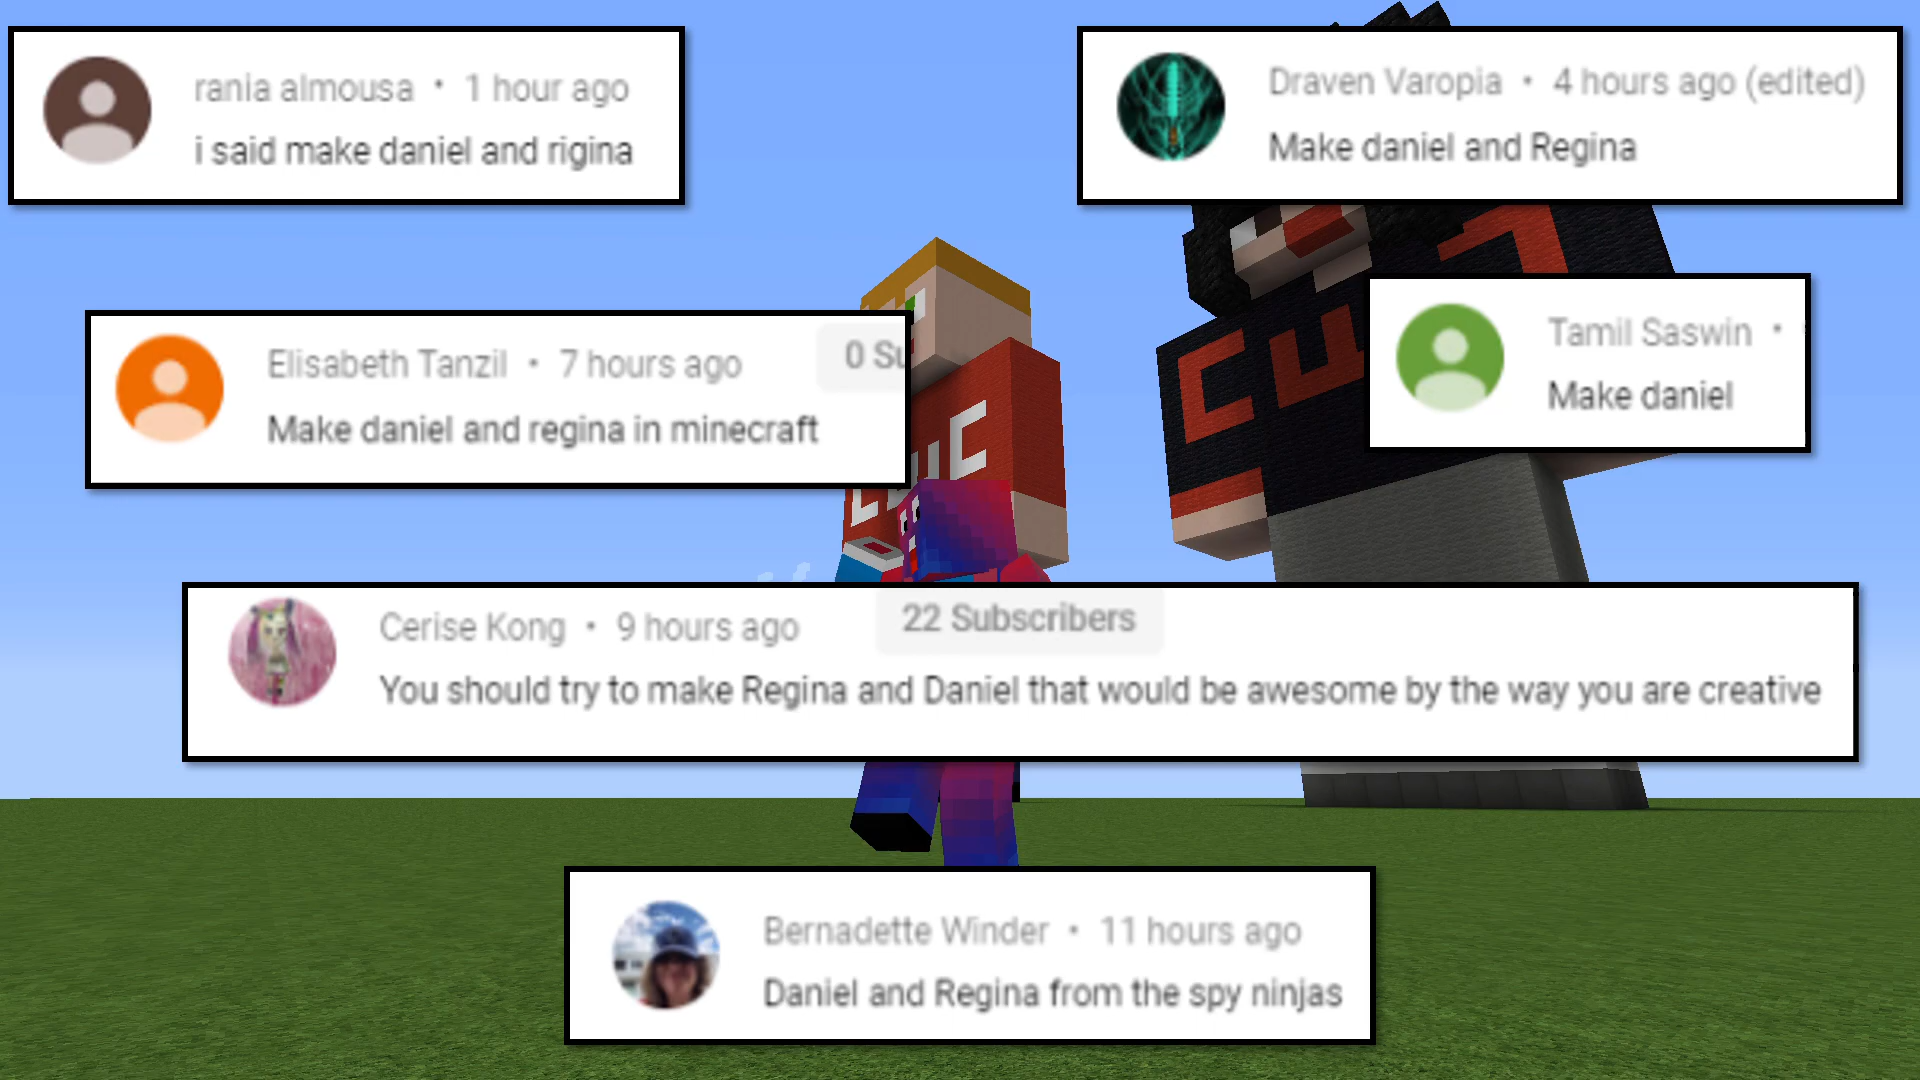 rania almousa • 1 hour ago
i said make daniel and rigina
Draven Varopia • 4 hours ago (edited)
Make daniel and Regina
Elisabeth Tanzil • 7 hours ago
0 Su
Make daniel and regina in minecraft
Tamil Saswin •
Make daniel
Cu
Cerise Kong • 9 hours ago
22 Subscribers
You should try to make Regina and Daniel that would be awesome by the way you are creative
Bernadette Winder • 11 hours ago
Daniel and Regina from the spy ninjas